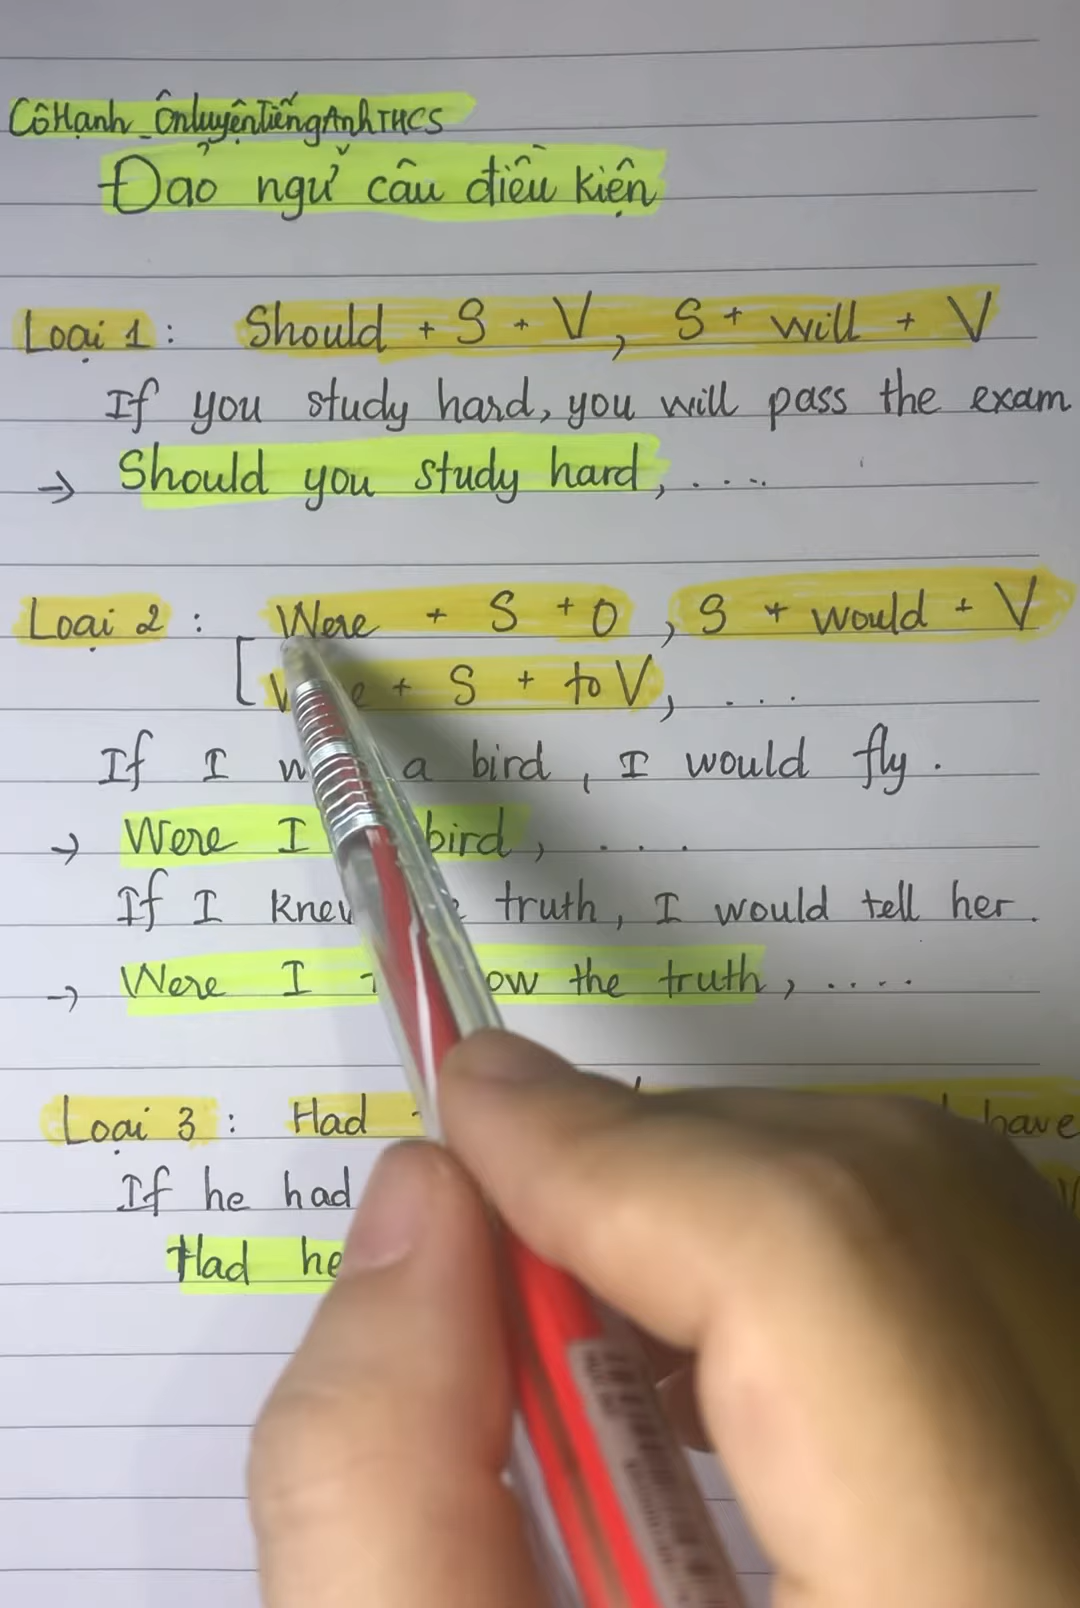 CôHạnh_ÔnluyệnTiếngAnhTHCS
Đảo ngữ câu điều kiện
Loại 1 : Should + S + V, S + will + V
If you study hard, you will pass the exam
→ Should you study hard, ....
Loại 2 : Were + S + O, S + would + V
+ S + to V, ...
If I a bird, I would fly.
→ Were I bird, ...
If I truth, I would tell her.
→ Were I the truth, ....
Loại 3 : Had have
If he had
Had he